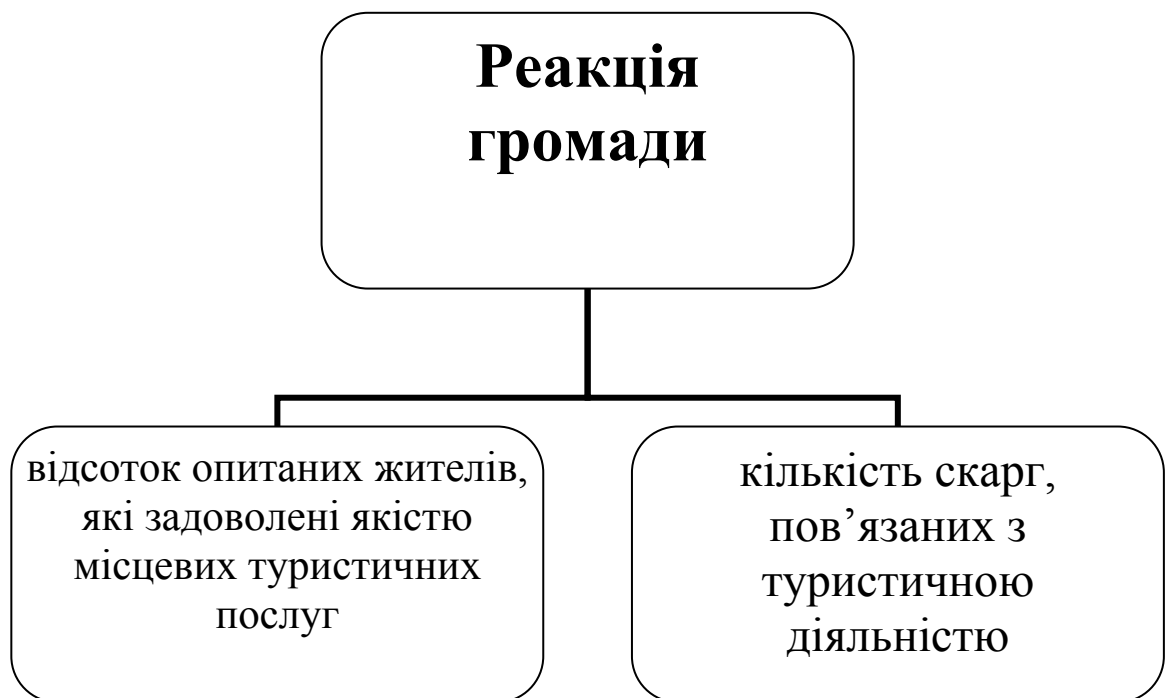 Реакція
громади
відсоток опитаних жителів,
які задоволені якістю
місцевих туристичних
послуг
кількість скарг,
пов’язаних з
туристичною
діяльністю